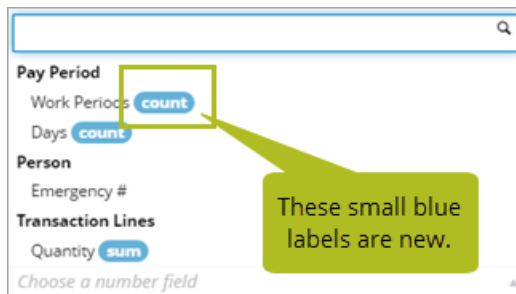 Pay Period
Work Periods count
Days count
Person
Emergency #
Transaction Lines
Quantity sum
Choose a number field
These small blue
labels are new.